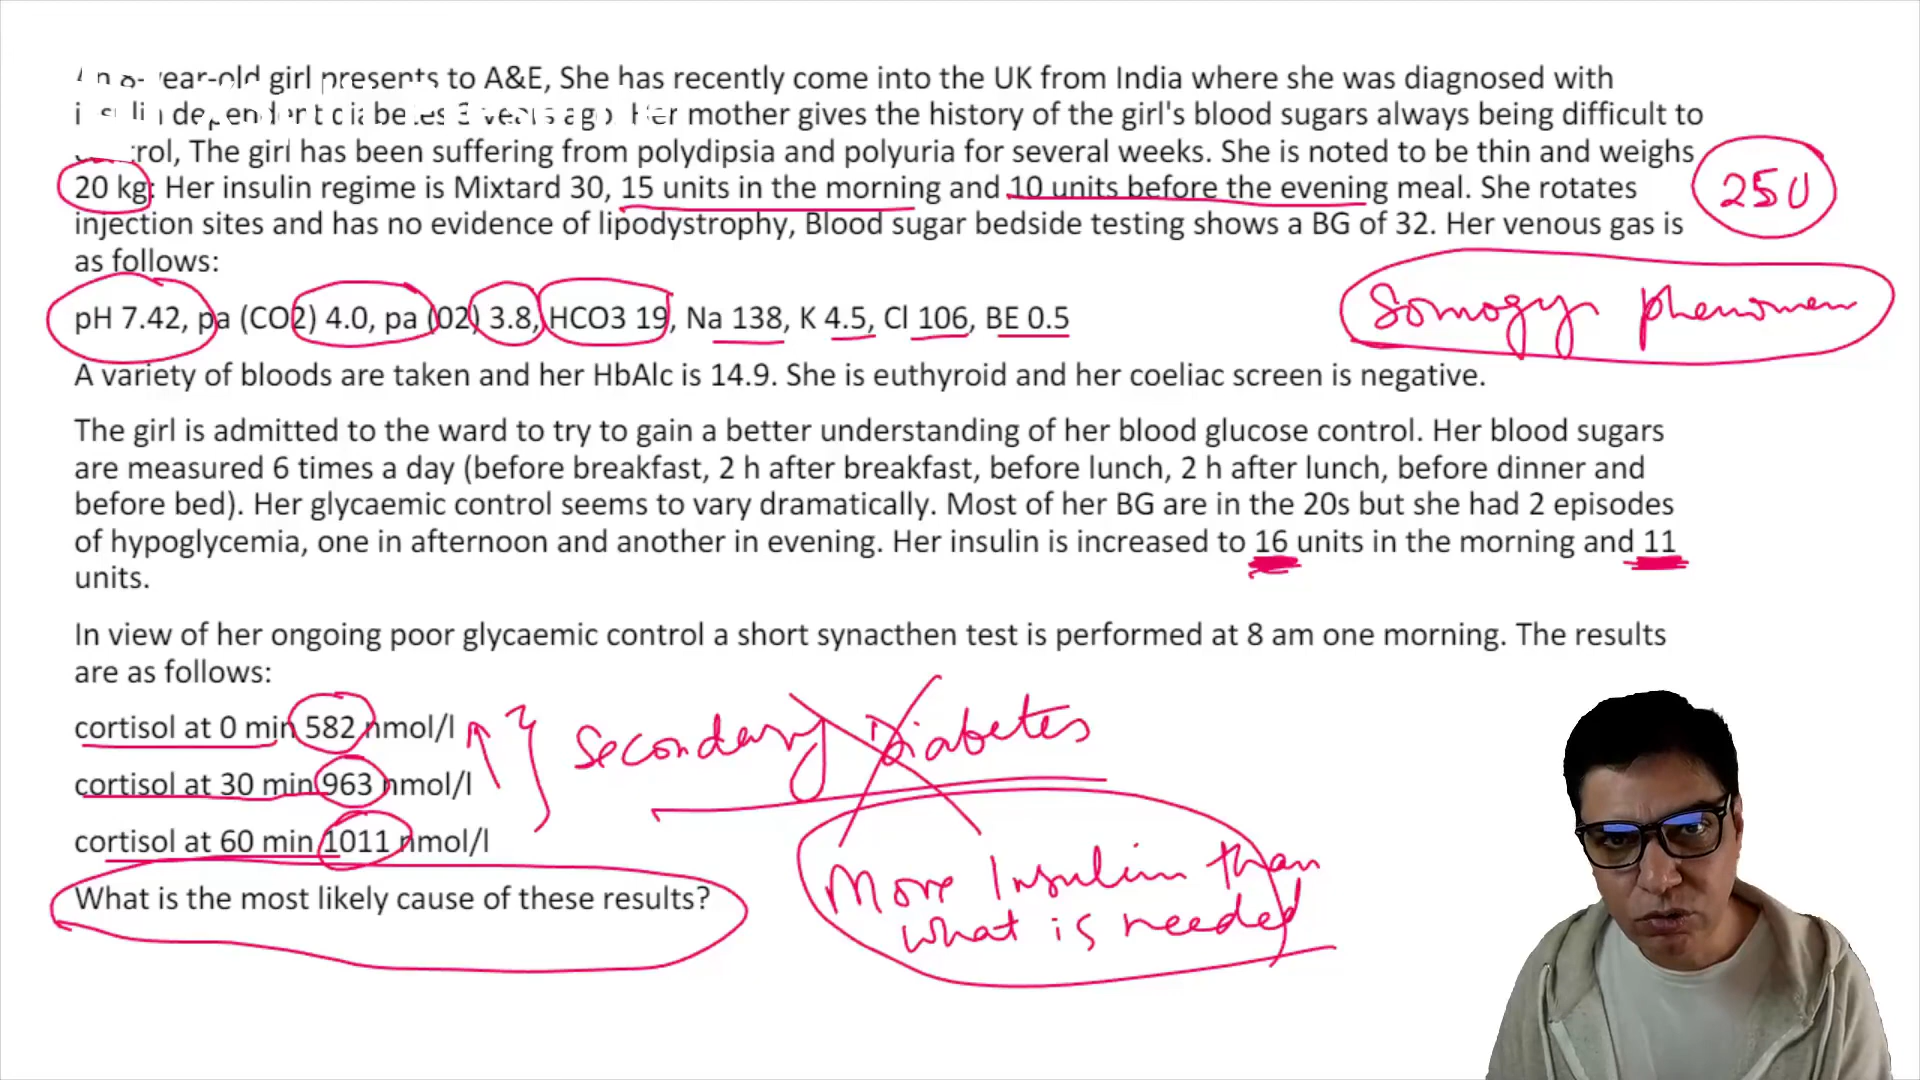 year-old girl presents to A&E, She has recently come into the UK from India where she was diagnosed with
insulin dependent diabetes 3 years ago. Her mother gives the history of the girl's blood sugars always being difficult to
The girl has been suffering from polydipsia and polyuria for several weeks. She is noted to be thin and weighs
20 kg. Her insulin regime is Mixtard 30, 15 units in the morning and 10 units before the evening meal. She rotates
25U
injection sites and has no evidence of lipodystrophy, Blood sugar bedside testing shows a BG of 32. Her venous gas is
as follows:
pH 7.42, pa (CO2) 4.0, pa (02) 3.8, HCO3 19, Na 138, K 4.5, Cl 106, BE 0.5
Somogy phenomen
A variety of bloods are taken and her HbAlc is 14.9. She is euthyroid and her coeliac screen is negative.
The girl is admitted to the ward to try to gain a better understanding of her blood glucose control. Her blood sugars
are measured 6 times a day (before breakfast, 2 h after breakfast, before lunch, 2 h after lunch, before dinner and
before bed). Her glycaemic control seems to vary dramatically. Most of her BG are in the 20s but she had 2 episodes
of hypoglycemia, one in afternoon and another in evening. Her insulin is increased to 16 units in the morning and 11
units.
In view of her ongoing poor glycaemic control a short synacthen test is performed at 8 am one morning. The results
are as follows:
cortisol at 0 min 582 nmol/l
Secondary Diabetes
cortisol at 30 min 963 nmol/l
cortisol at 60 min 1011 nmol/l
What is the most likely cause of these results?
More Insulin than
what is needed